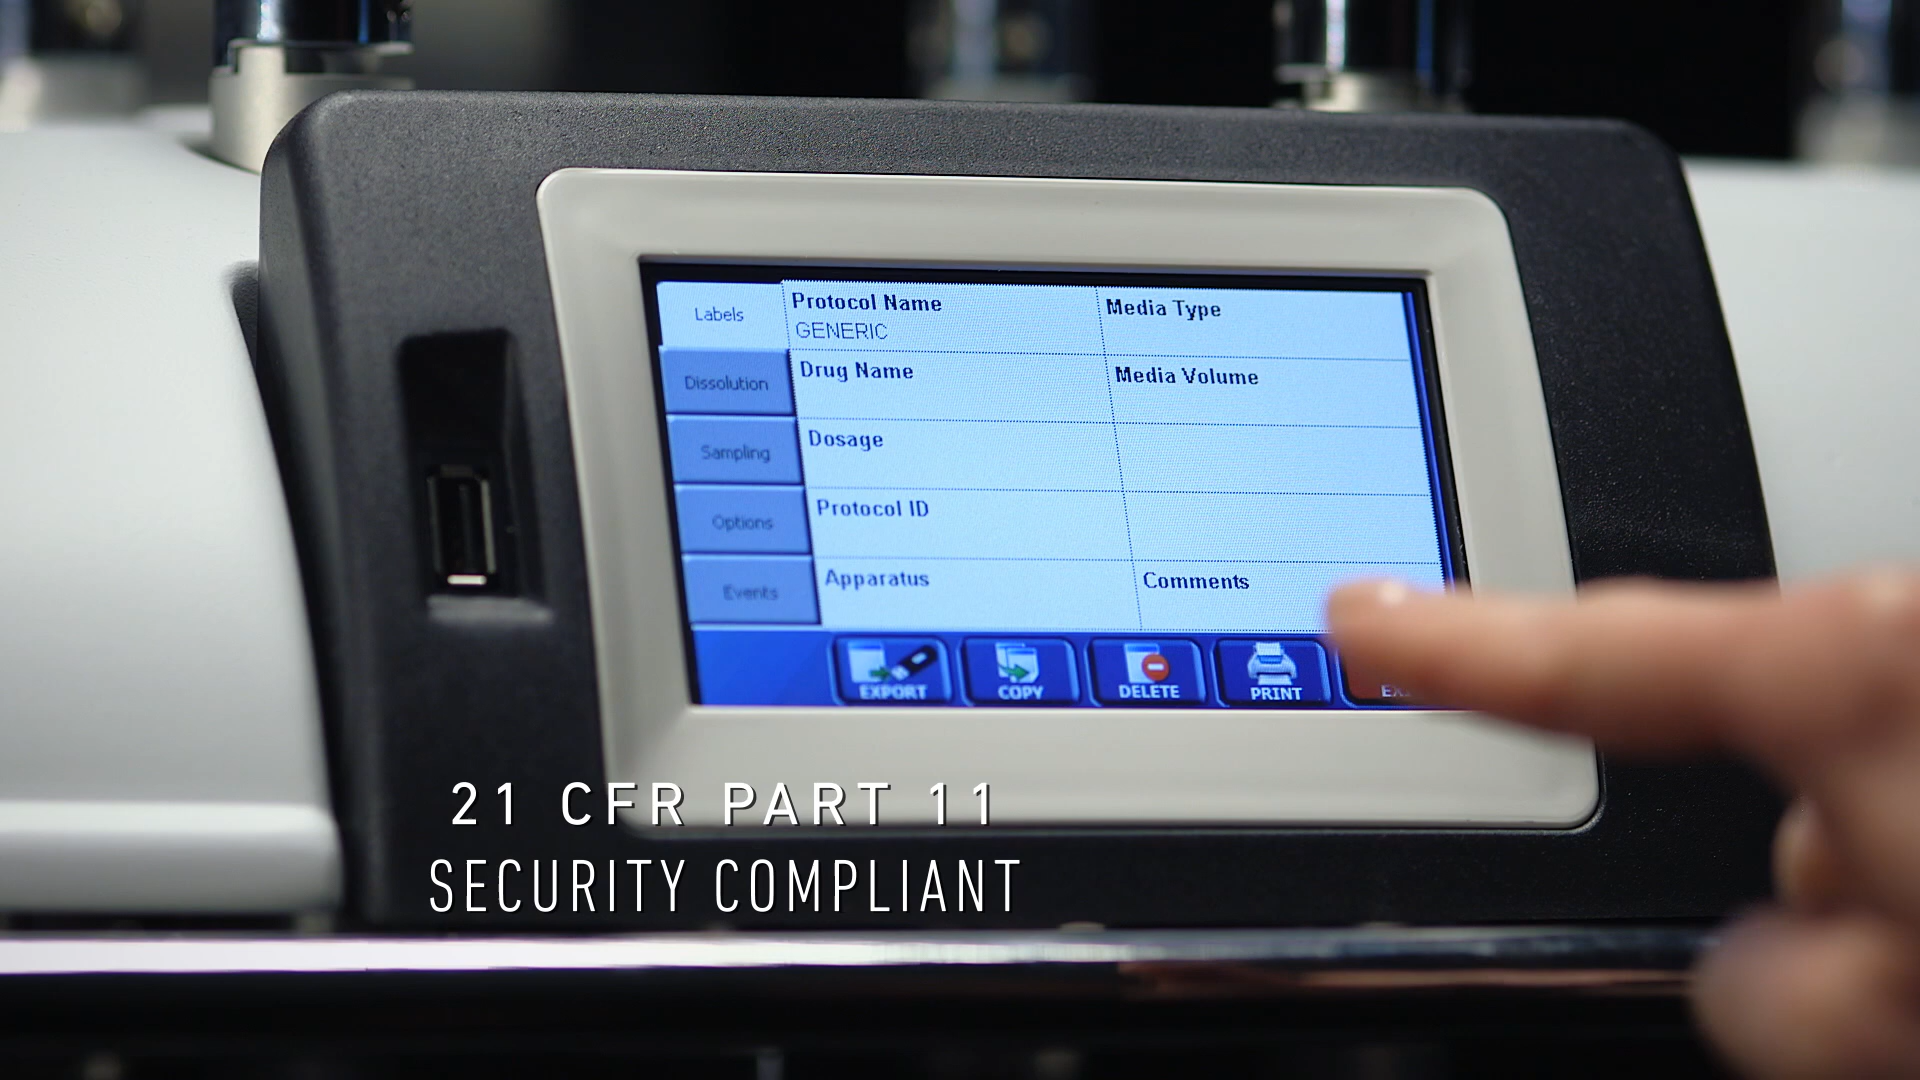 Labels
Protocol Name
GENERIC
Media Type
Dissolution
Drug Name
Media Volume
Sampling
Dosage
Options
Protocol ID
Events
Apparatus
Comments
EXPORT
COPY
DELETE
PRINT
21 CFR PART 11
SECURITY COMPLIANT